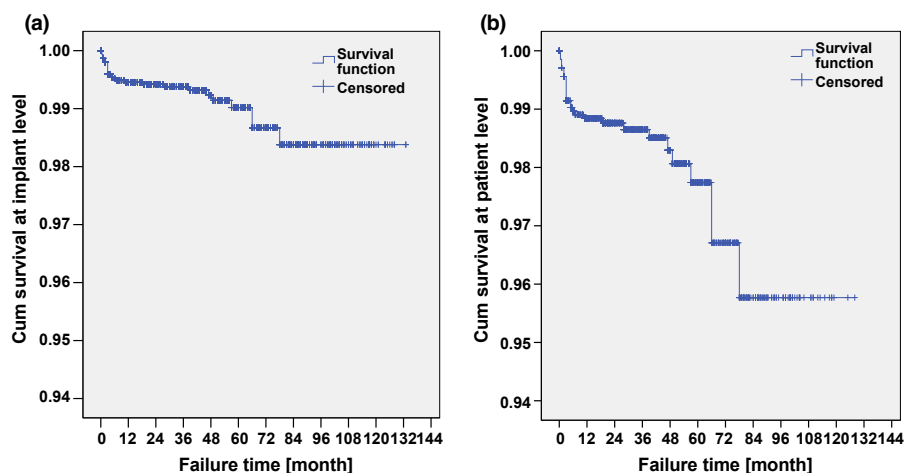 (a)
Cum survival at implant level
1.00
0.99
0.98
0.97
0.96
0.95
0.94
Survival
function
Censored
0 12 24 36 48 60 72 84 96 108 120 132 144
Failure time [month]
(b)
Cum survival at patient level
1.00
0.99
0.98
0.97
0.96
0.95
0.94
Survival
function
Censored
0 12 24 36 48 60 72 84 96 108 120 132 144
Failure time [month]